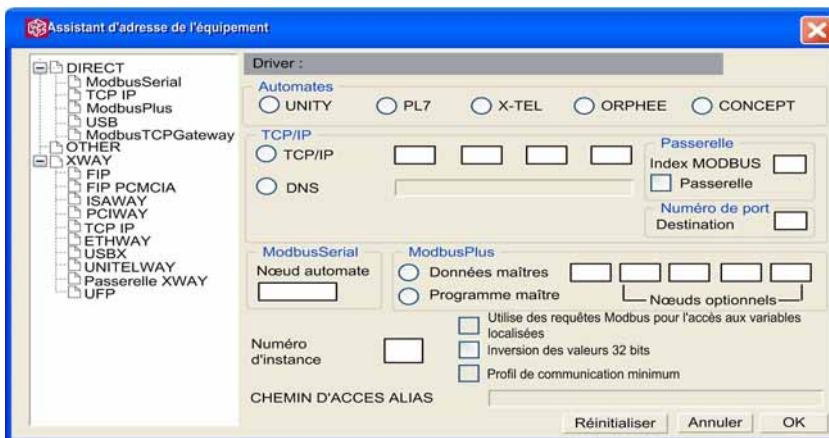 Assistant d'adresse de l'équipement
DIRECT
ModbusSerial
TCP IP
ModbusPlus
USB
ModbusTCPGateway
OTHER
XWAY
FIP
FIP PCMCIA
ISAWAY
PCIWAY
TCP IP
ETHWAY
USBX
UNITELWAY
Passerelle XWAY
UFP
Driver :
Automates
UNITY PL7 X-TEL ORPHEE CONCEPT
TCP/IP
TCP/IP
DNS
Passerelle
Index MODBUS
Passerelle
Numéro de port
Destination
ModbusSerial
Nœud automate
ModbusPlus
Données maîtres
Programme maître
Nœuds optionnels
Utilise des requêtes Modbus pour l'accès aux variables
localisées
Numéro
d'instance
Inversion des valeurs 32 bits
Profil de communication minimum
CHEMIN D'ACCES ALIAS
Réinitialiser Annuler OK